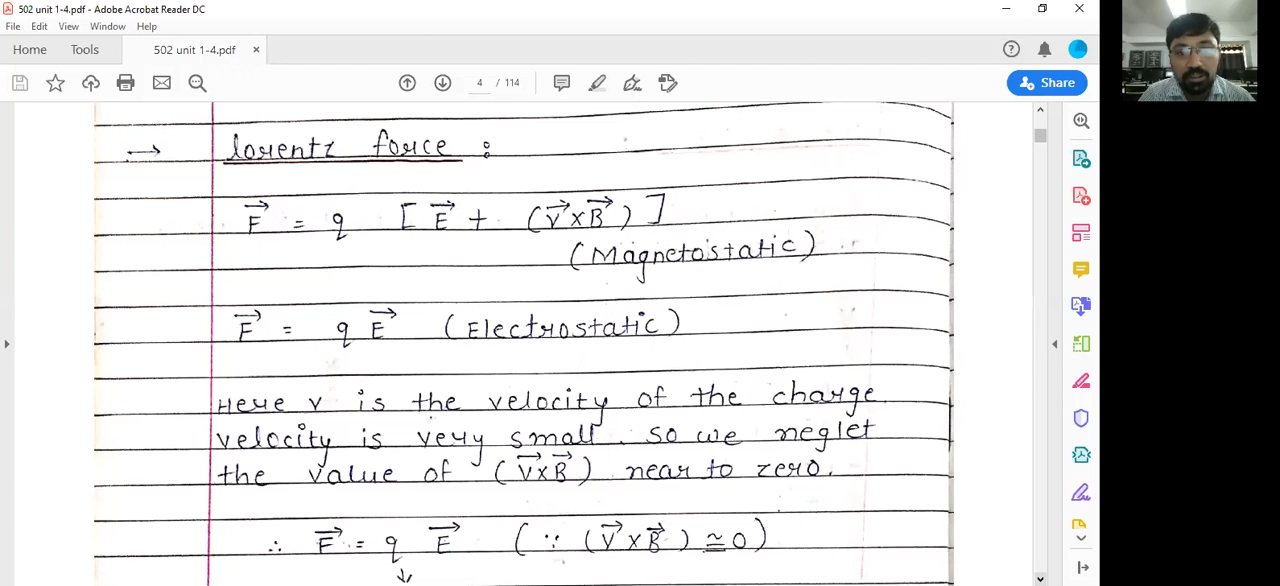 502 unit 1-4.pdf - Adobe Acrobat Reader DC
File Edit View Window Help
Home Tools 502 unit 1-4.pdf ×
4 / 114 Share
→ lorentz force :
F⃗ = q [ E⃗ + (V⃗ × B⃗ ) ]
(Magnetostatic)
F⃗ = q E⃗ (Electrostatic)
Here v is the velocity of the charge
velocity is very small. so we neglet
the value of (V⃗×B⃗) near to zero.
∴ F⃗ = q E⃗ (∵ (V⃗×B⃗ ) ≅ 0)
↓